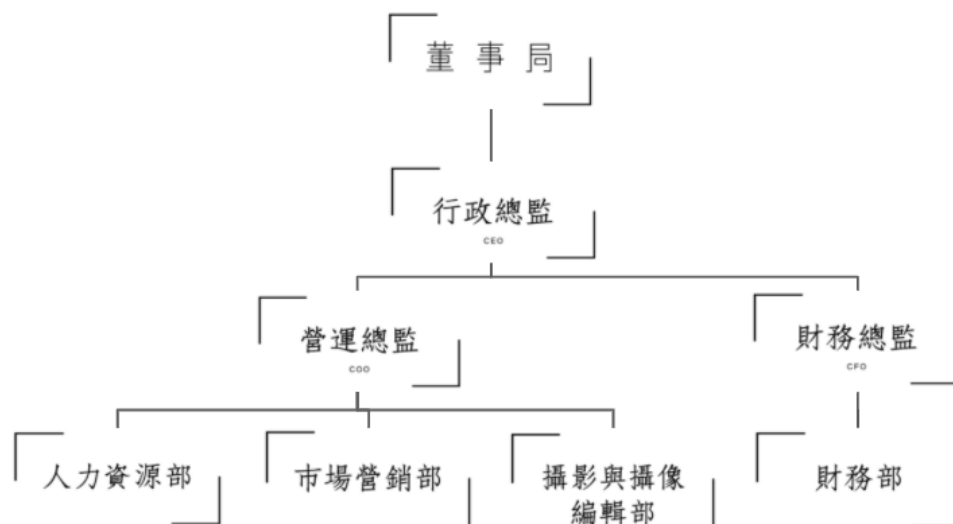 董事局
行政總監
CEO
營運總監
COO
財務總監
CFO
人力資源部
市場營銷部
攝影與攝像
編輯部
財務部